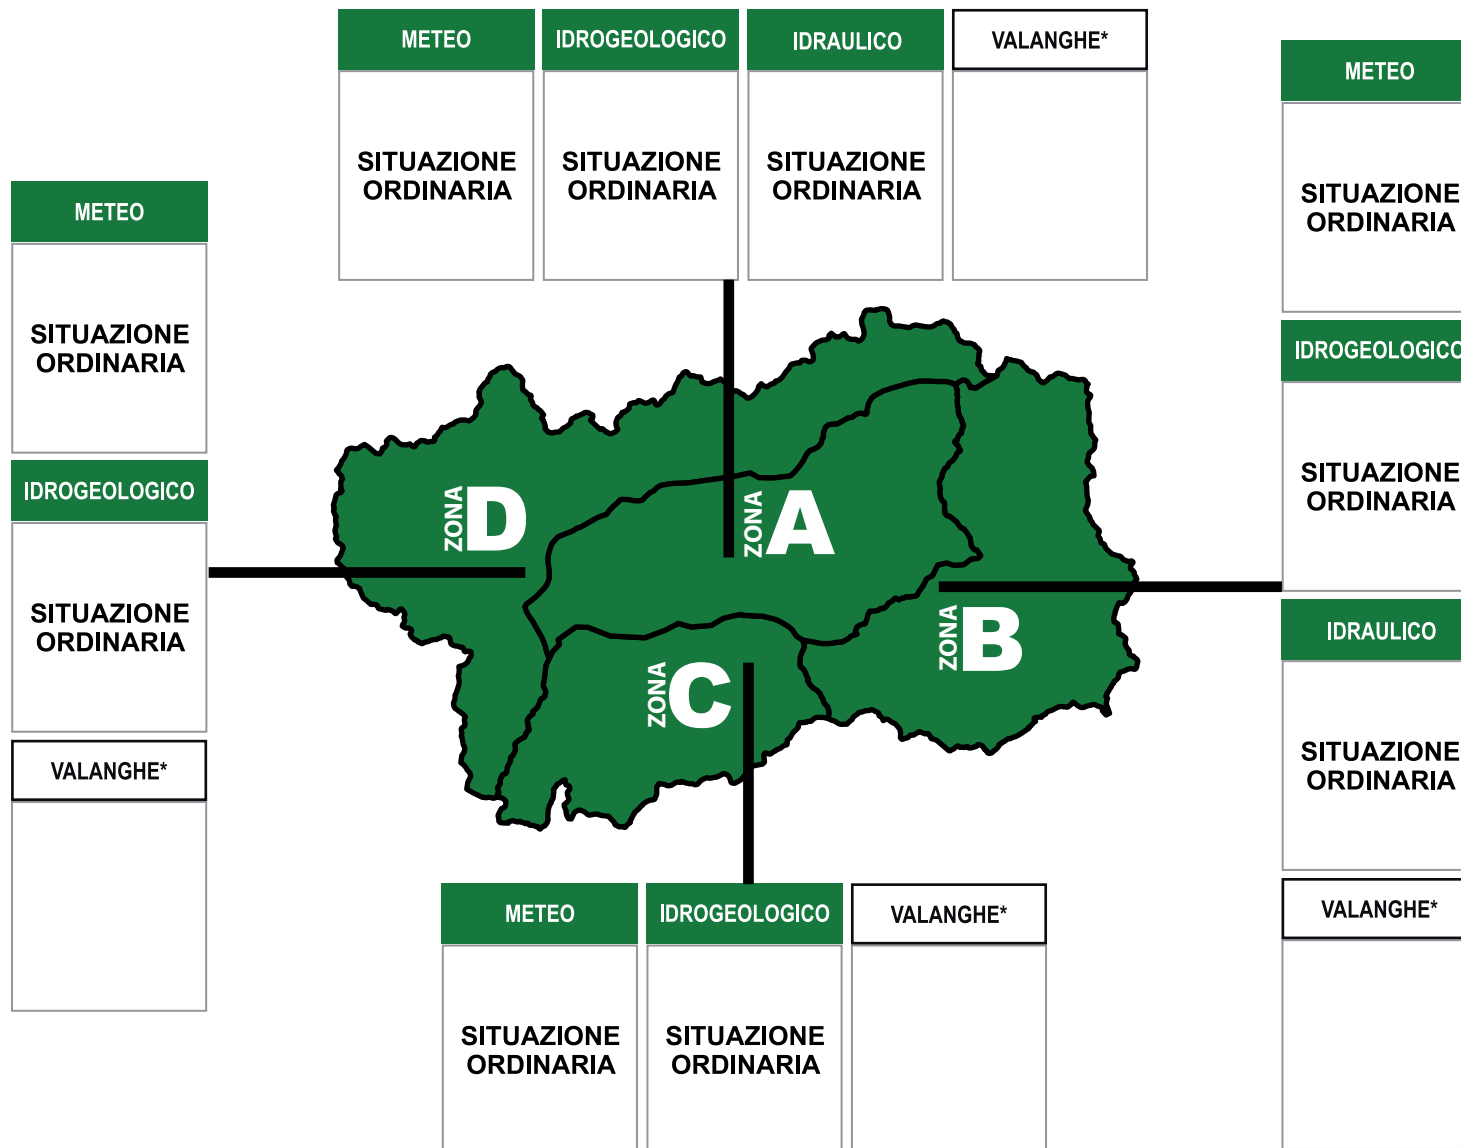 METEO
IDROGEOLOGICO
IDRAULICO
VALANGHE*
SITUAZIONE
ORDINARIA
SITUAZIONE
ORDINARIA
SITUAZIONE
ORDINARIA
METEO
SITUAZIONE
ORDINARIA
IDROGEOLOGICO
SITUAZIONE
ORDINARIA
VALANGHE*
ZONA D
ZONA A
ZONA B
ZONA C
METEO
SITUAZIONE
ORDINARIA
IDROGEOLOGICO
SITUAZIONE
ORDINARIA
IDRAULICO
SITUAZIONE
ORDINARIA
VALANGHE*
METEO
IDROGEOLOGICO
VALANGHE*
SITUAZIONE
ORDINARIA
SITUAZIONE
ORDINARIA